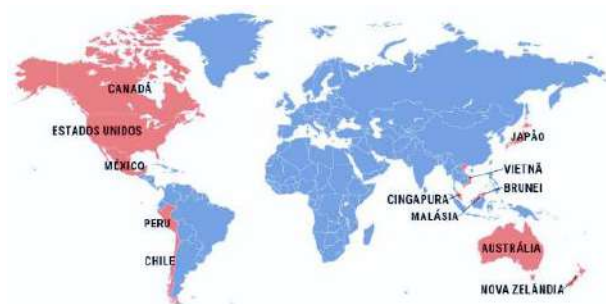 CANADÁ
ESTADOS UNIDOS
MÉXICO
JAPÃO
VIETNÃ
BRUNEI
CINGAPURA
MALÁSIA
PERU
CHILE
AUSTRÁLIA
NOVA ZELÂNDIA